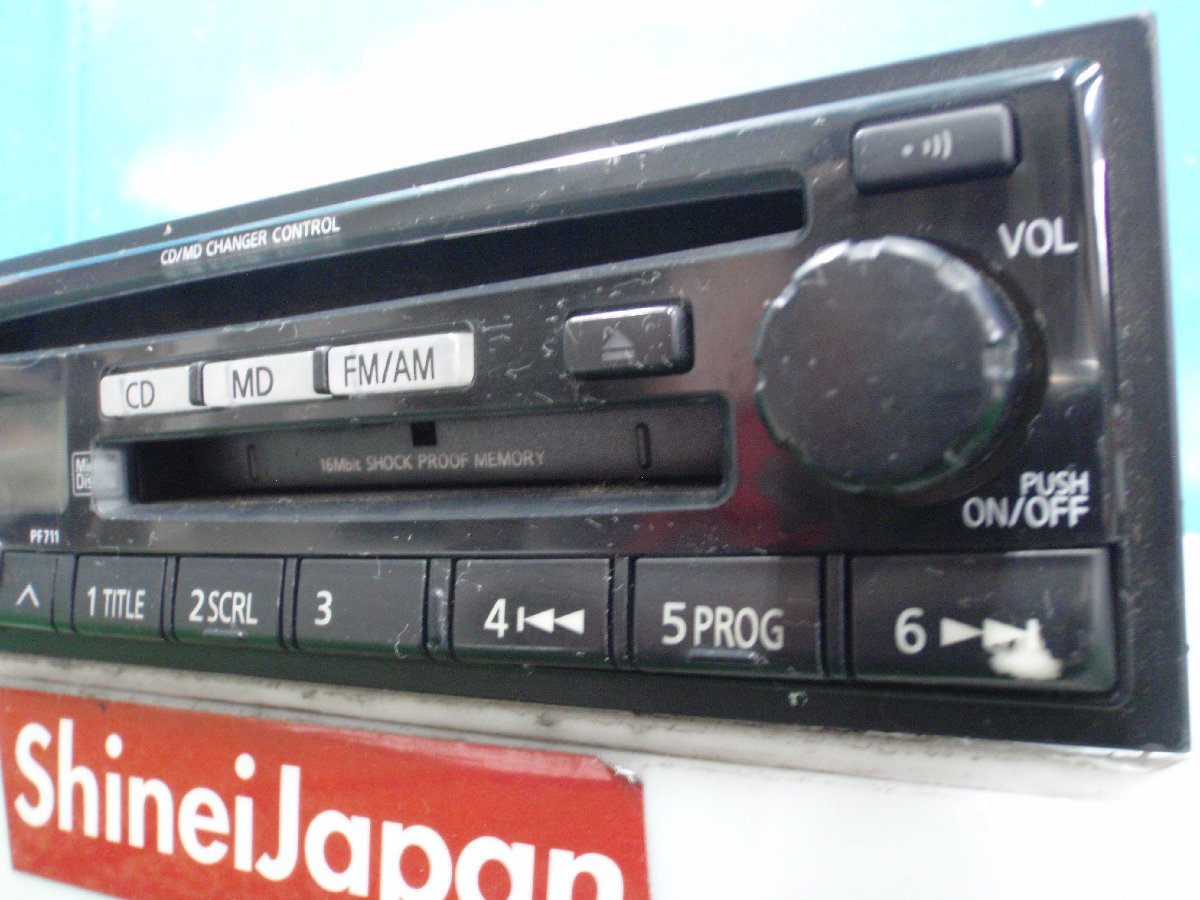 CD/MD CHANGER CONTROL
VOL
CD
MD
FM/AM
16Mbit SHOCK PROOF MEMORY
PUSH
ON/OFF
PF711
1 TITLE
2 SCRL
3
4
5 PROG
6
ShineiJapan